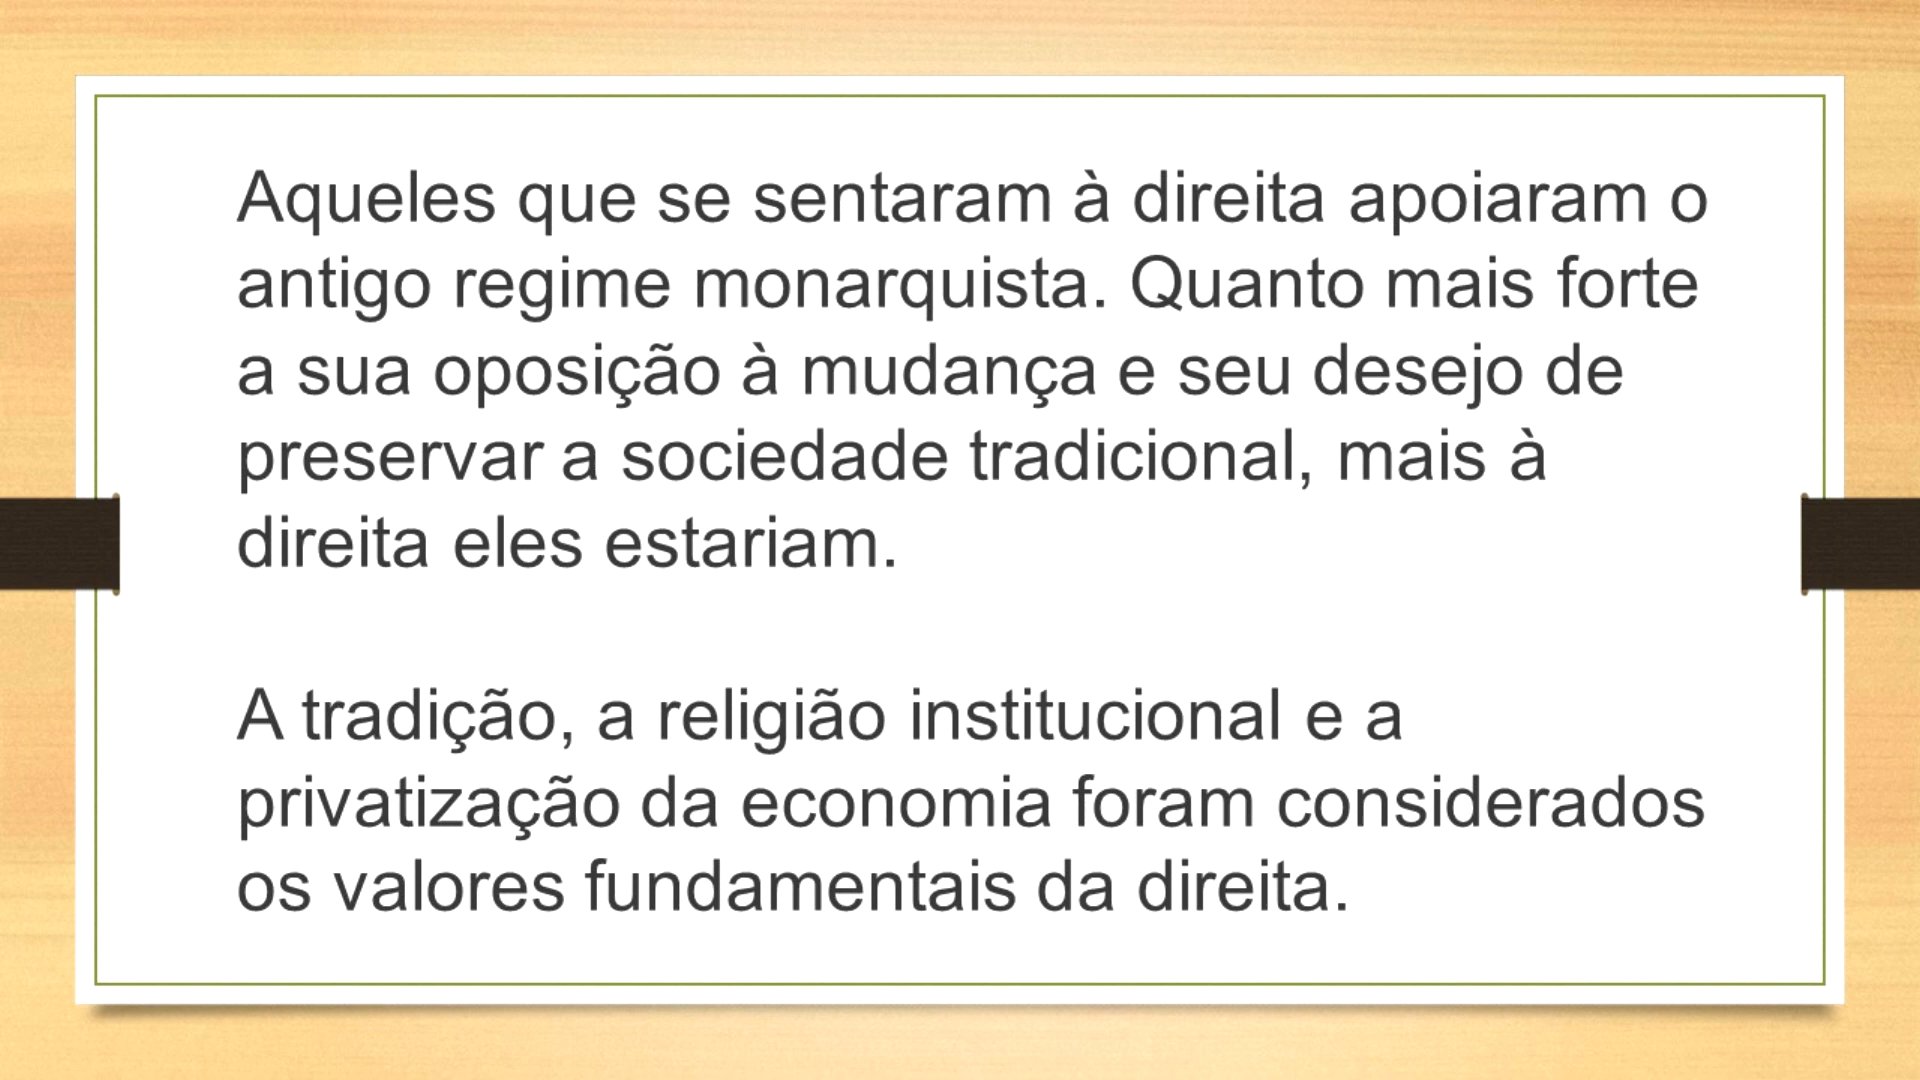 Aqueles que se sentaram à direita apoiaram o
antigo regime monarquista. Quanto mais forte
a sua oposição à mudança e seu desejo de
preservar a sociedade tradicional, mais à
direita eles estariam.
A tradição, a religião institucional e a
privatização da economia foram considerados
os valores fundamentais da direita.